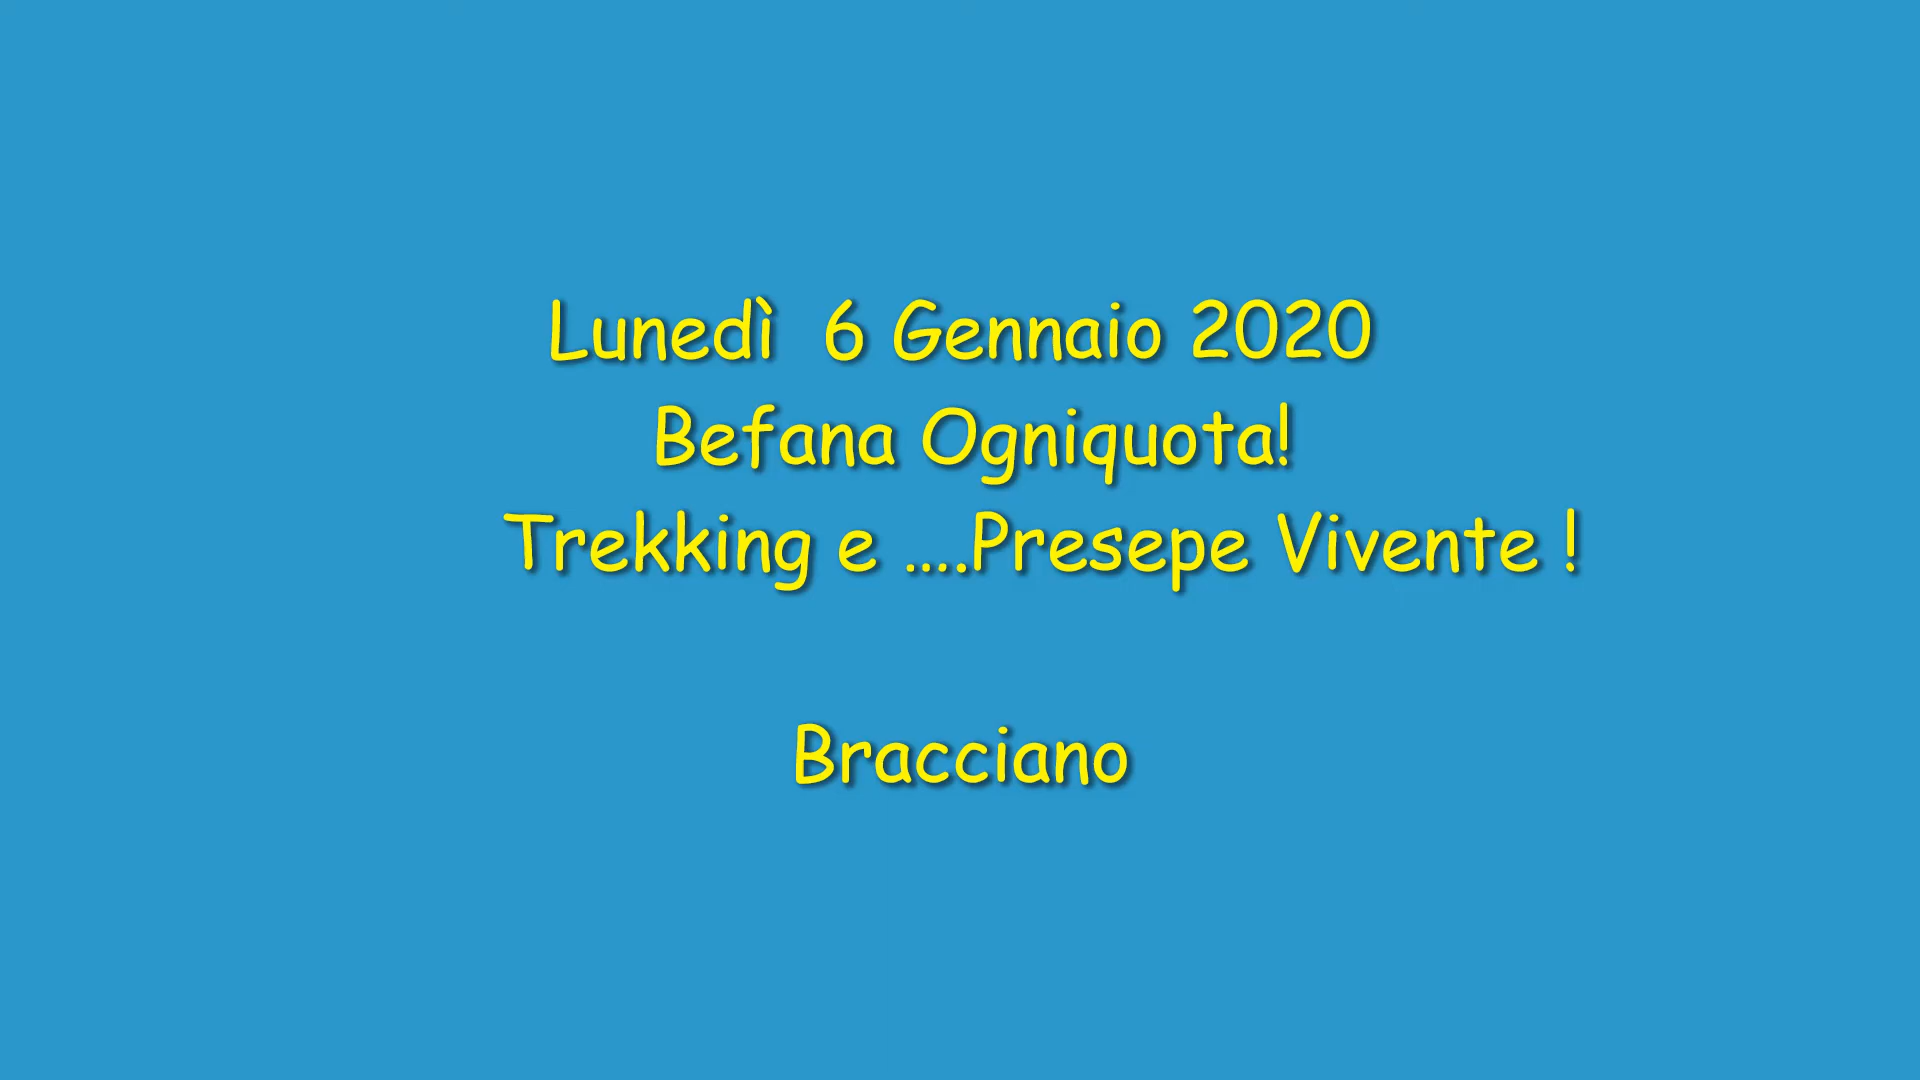 Lunedì  6 Gennaio 2020
Befana Ogniquota!
Trekking e ....Presepe Vivente !
Bracciano